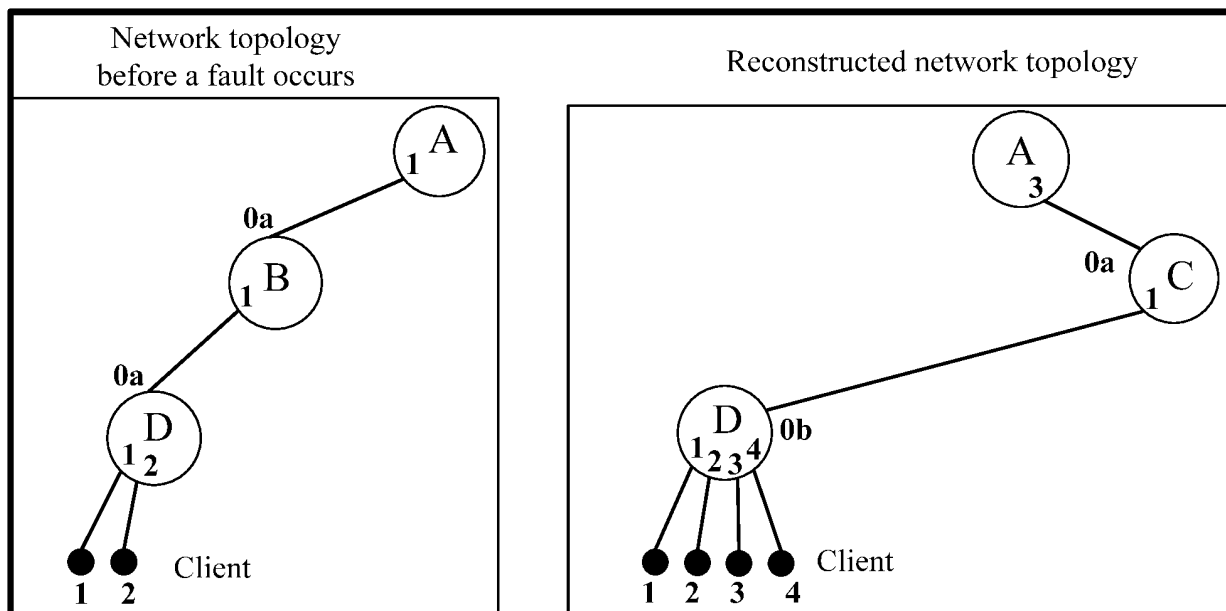 Network topology
before a fault occurs
A
1
0a
B
1
0a
D
1
2
Client
1 2
Reconstructed network topology
A
3
0a
C
1
D
0b
1 2 3 4
Client
1 2 3 4